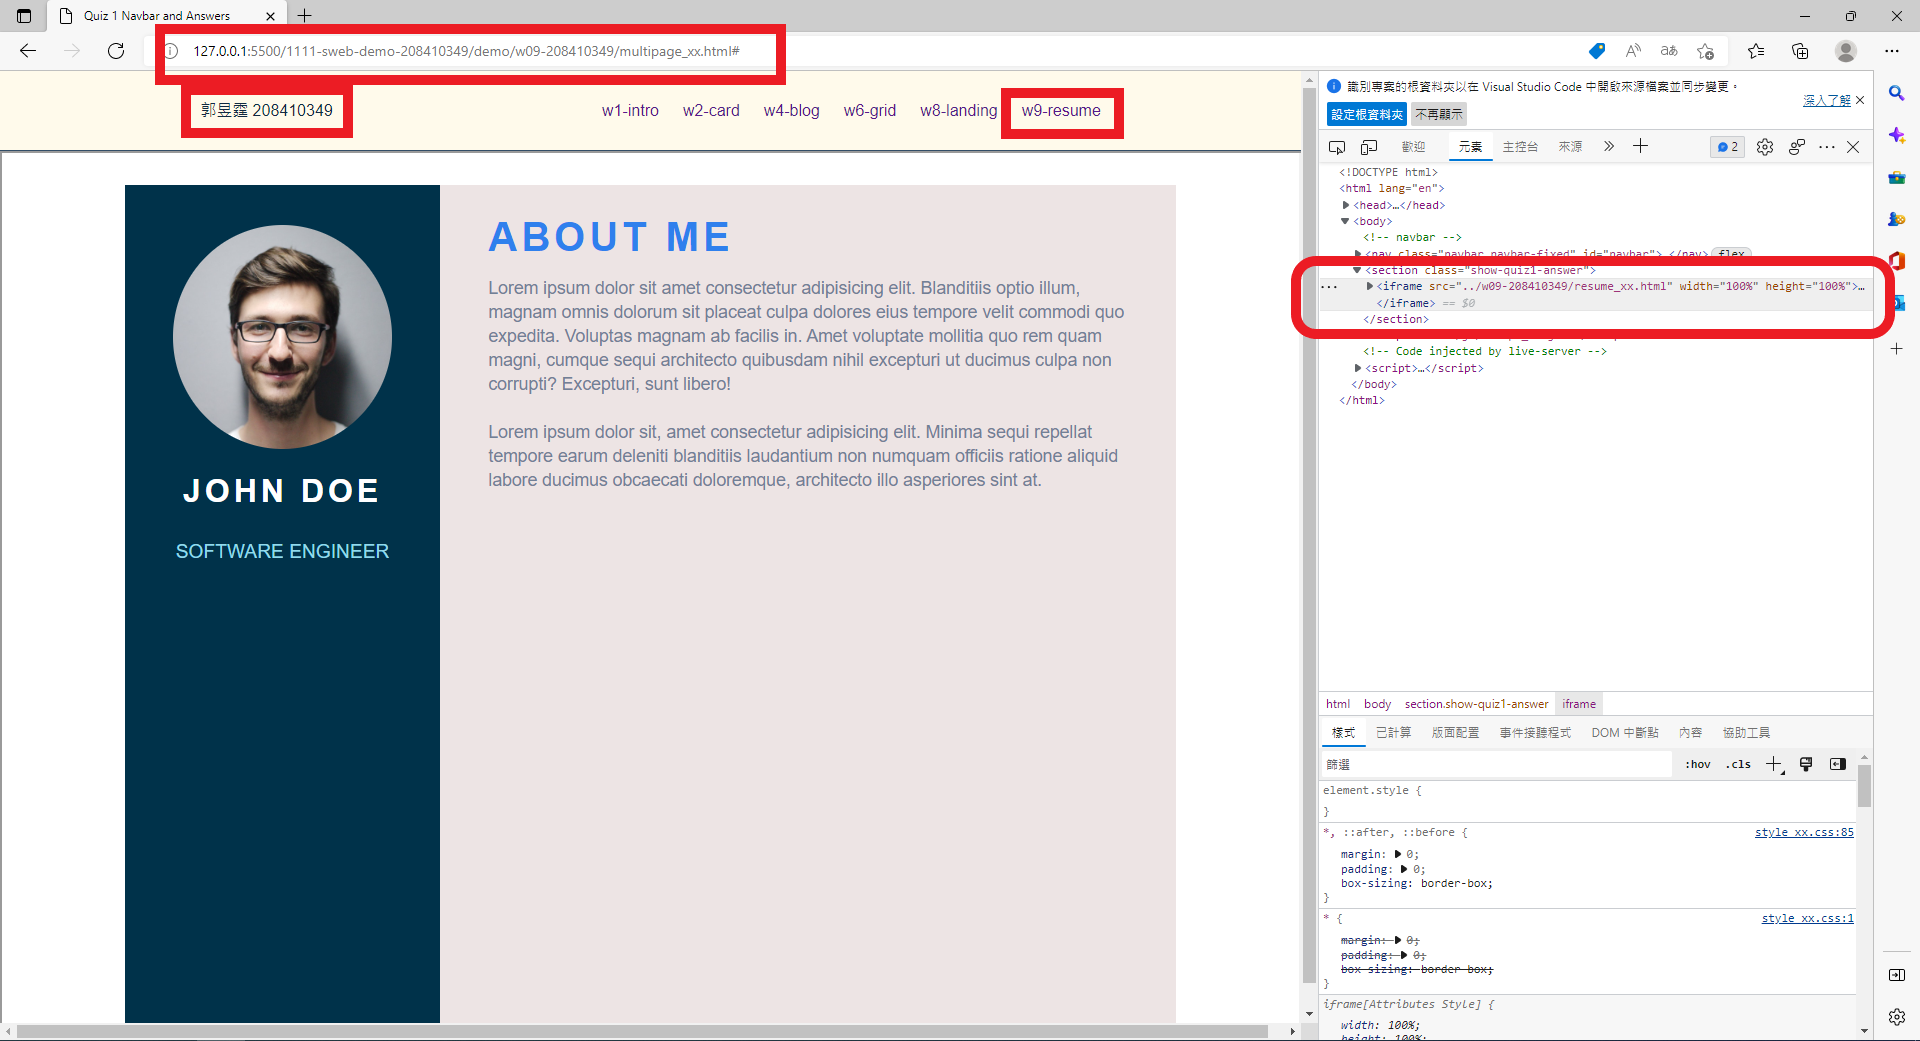 Quiz 1 Navbar and Answers
127.0.0.1:5500/1111-sweb-demo-208410349/demo/w09-208410349/multipage_xx.html#
郭昱霆 208410349
w1-intro w2-card w4-blog w6-grid w8-landing w9-resume
JOHN DOE
SOFTWARE ENGINEER
ABOUT ME
Lorem ipsum dolor sit amet consectetur adipisicing elit. Blanditiis optio illum,
magnam omnis dolorum sit placeat culpa dolores eius tempore velit commodi quo
expedita. Voluptas magnam ab facilis in. Amet voluptate mollitia quo rem quam
magni, cumque sequi architecto quibusdam nihil excepturi ut ducimus culpa non
corrupti? Excepturi, sunt libero!
Lorem ipsum dolor sit, amet consectetur adipisicing elit. Minima sequi repellat
tempore earum deleniti blanditiis laudantium non numquam officiis ratione aliquid
labore ducimus obcaecati doloremque, architecto illo asperiores sint at.
識別專案的根資料夾以在 Visual Studio Code 中開啟來源檔案並同步變更。
深入了解
設定根資料夾 不再顯示
歡迎 元素 主控台 來源 2
<!DOCTYPE html>
<html lang="en">
<head>…</head>
<body>
<!-- navbar -->
<nav class="navbar navbar-fixed" id="navbar">…</nav> flex
<section class="show-quiz1-answer">
<iframe src="../w09-208410349/resume_xx.html" width="100%" height="100%">…
</iframe> == $0
</section>
<!-- Code injected by live-server -->
<script>…</script>
</body>
</html>
html body section.show-quiz1-answer iframe
樣式 已計算 版面配置 事件接聽程式 DOM 中斷點 內容 協助工具
篩選 :hov .cls
element.style {
}
*, ::after, ::before { style_xx.css:85
margin: 0;
padding: 0;
box-sizing: border-box;
}
* { style_xx.css:1
margin: 0;
padding: 0;
box-sizing: border-box;
}
iframe[Attributes Style] {
width: 100%;
height: 100%;